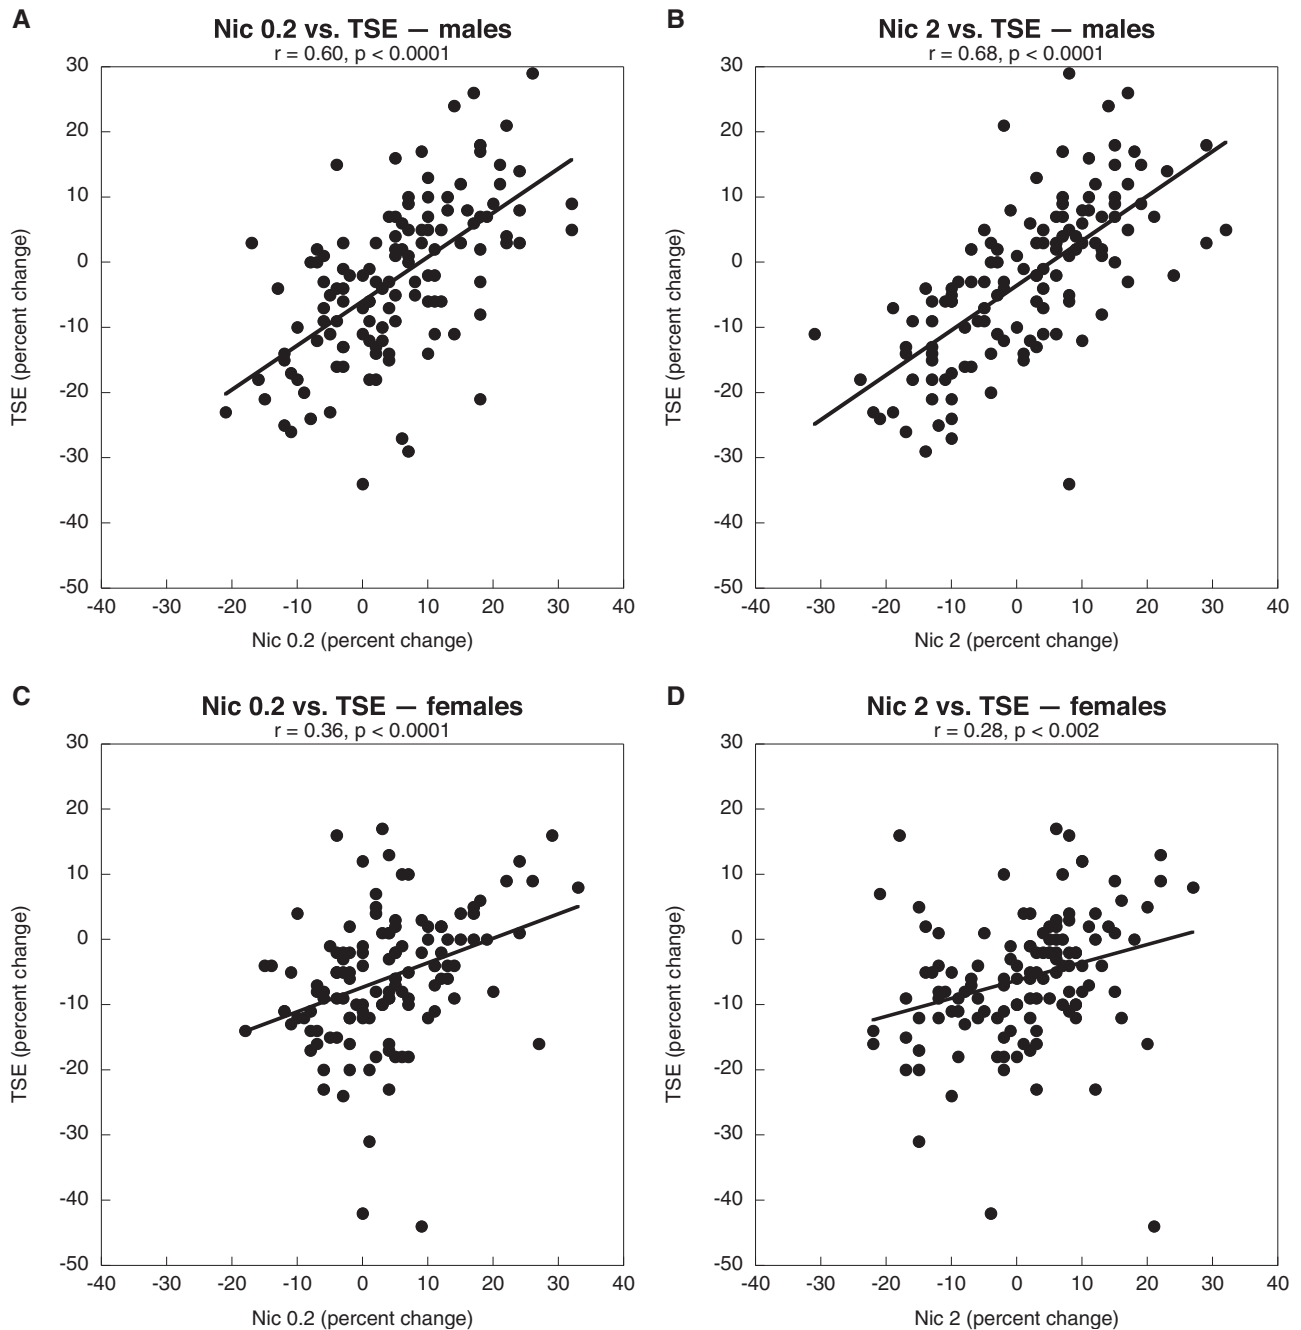 A
Nic 0.2 vs. TSE — males
r = 0.60, p < 0.0001
30
20
10
0
-10
-20
-30
-40
-50
TSE (percent change)
-40 -30 -20 -10 0 10 20 30 40
Nic 0.2 (percent change)
B
Nic 2 vs. TSE — males
r = 0.68, p < 0.0001
30
20
10
0
-10
-20
-30
-40
-50
TSE (percent change)
-40 -30 -20 -10 0 10 20 30 40
Nic 2 (percent change)
C
Nic 0.2 vs. TSE — females
r = 0.36, p < 0.0001
30
20
10
0
-10
-20
-30
-40
-50
TSE (percent change)
-40 -30 -20 -10 0 10 20 30 40
Nic 0.2 (percent change)
D
Nic 2 vs. TSE — females
r = 0.28, p < 0.002
30
20
10
0
-10
-20
-30
-40
-50
TSE (percent change)
-40 -30 -20 -10 0 10 20 30 40
Nic 2 (percent change)